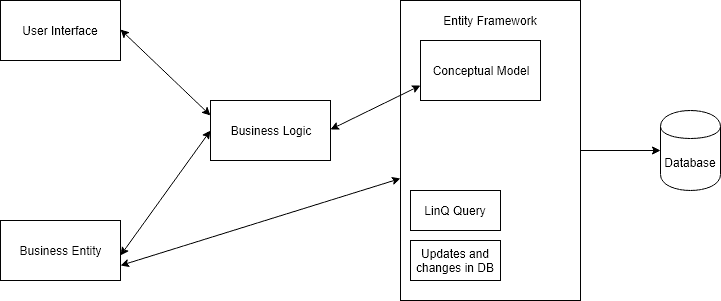 User Interface
Entity Framework
Conceptual Model
Business Logic
Database
Business Entity
LinQ Query
Updates and
changes in DB